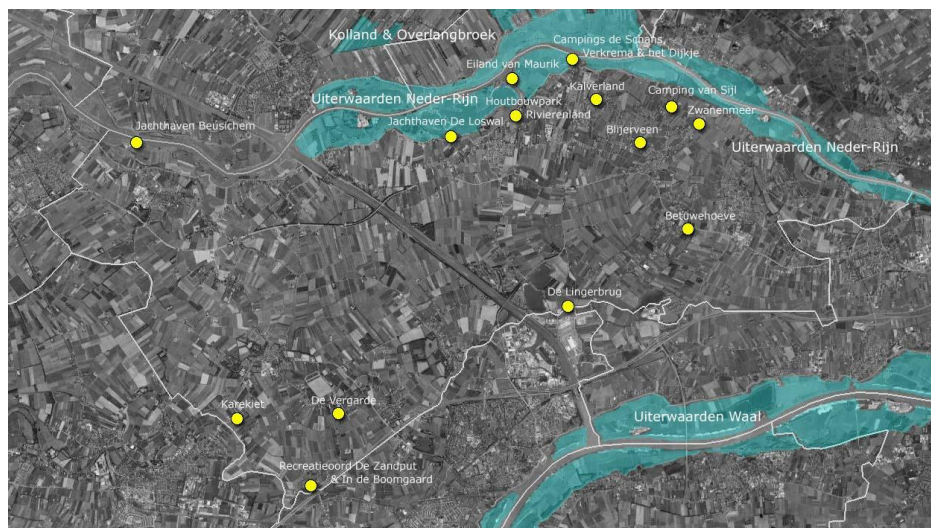 Kolland & Overlangbroek
Campings de Schans,
Verkrema & het Dijkje
Eiland van Maurik
Kalverland
Camping van Sijl
Uiterwaarden Neder-Rijn
Houtbouwpark
Rivierenland
Zwanenmeer
Jachthaven De Loswal
Jachthaven Beusichem
Blijerveen
Uiterwaarden Neder-Rijn
Betuwehoeve
De Lingerbrug
Karekiet
De Vergarde
Uiterwaarden Waal
Recreatieoord De Zandput
& In de Boomgaard